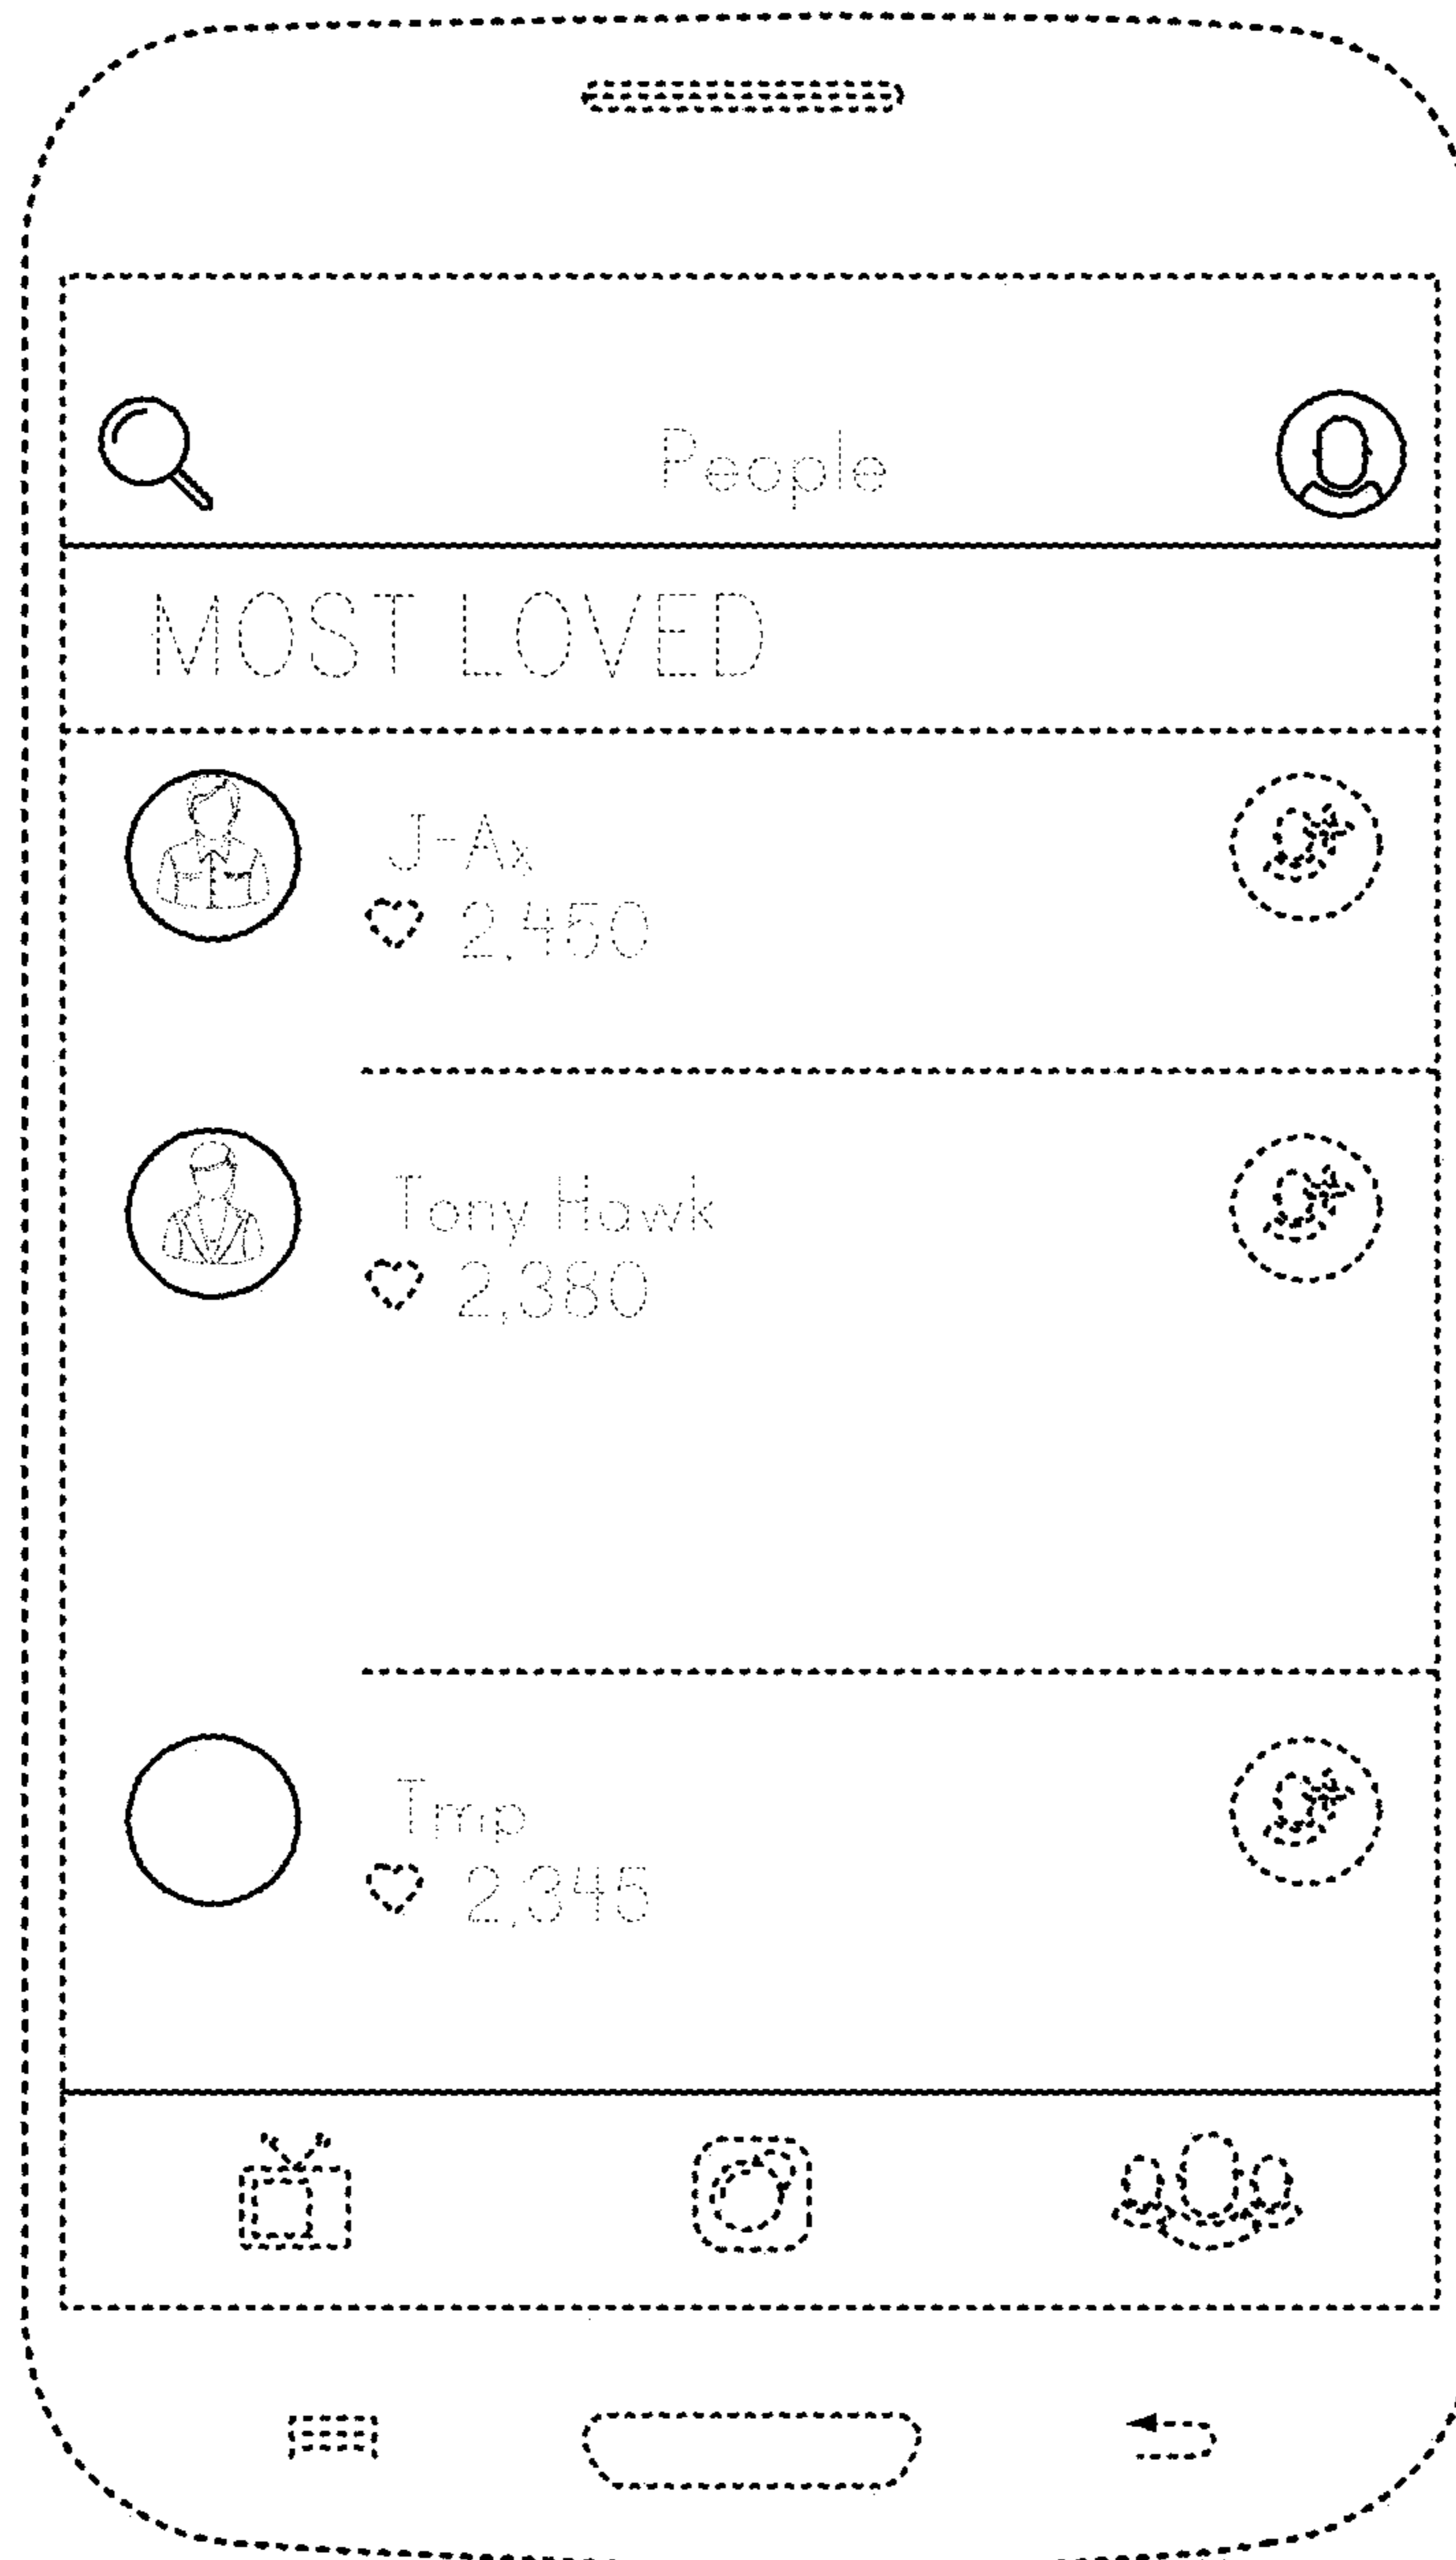 People
MOST LOVED
J-Ax
2,450
Tony Hawk
2,380
Tmp
2,345